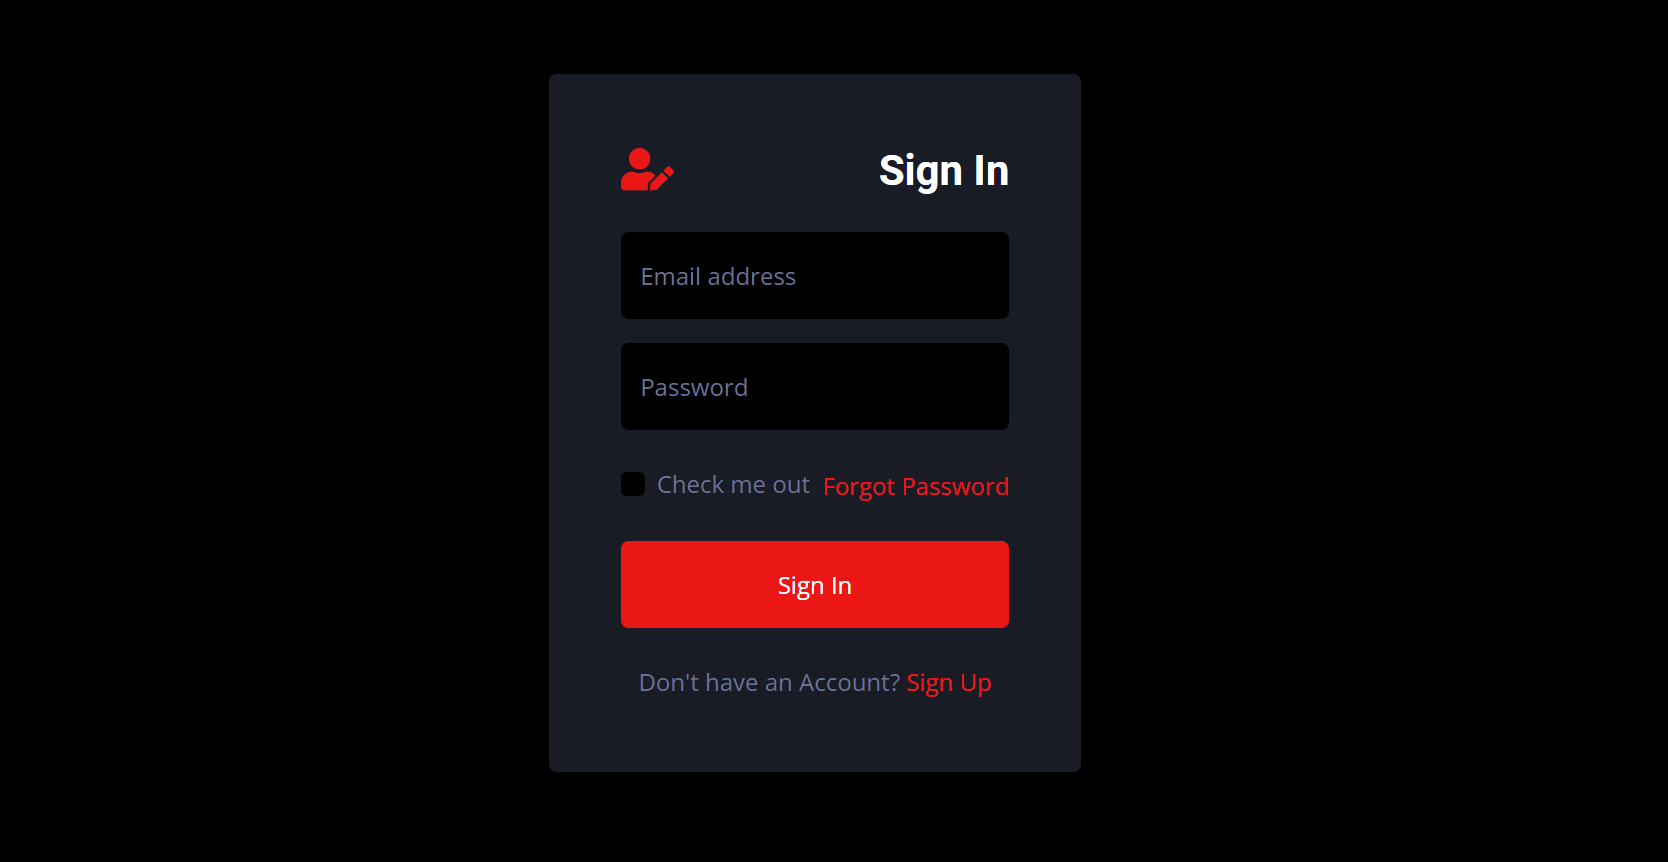 Sign In
Email address
Password
Check me out Forgot Password
Sign In
Don't have an Account? Sign Up